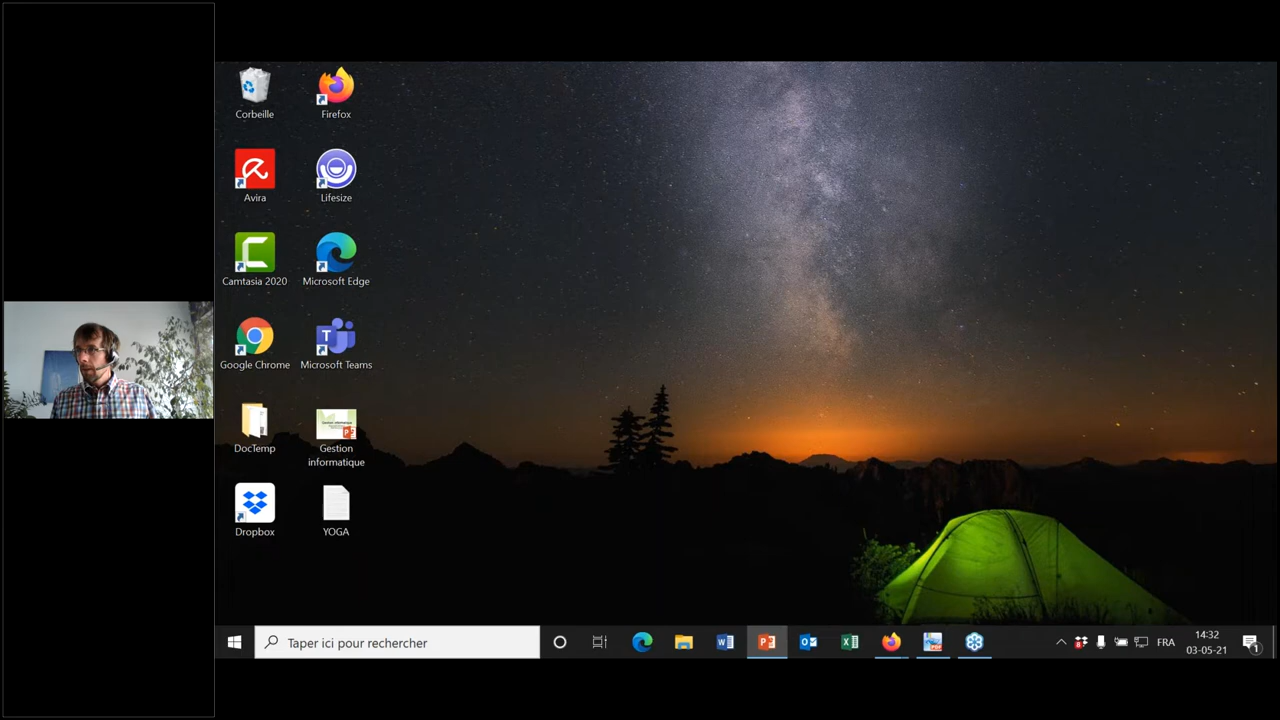 Corbeille
Firefox
Avira
Lifesize
Camtasia 2020
Microsoft Edge
Google Chrome
Microsoft Teams
DocTemp
Gestion
informatique
Dropbox
YOGA
Taper ici pour rechercher
FRA
14:32
03-05-21
1